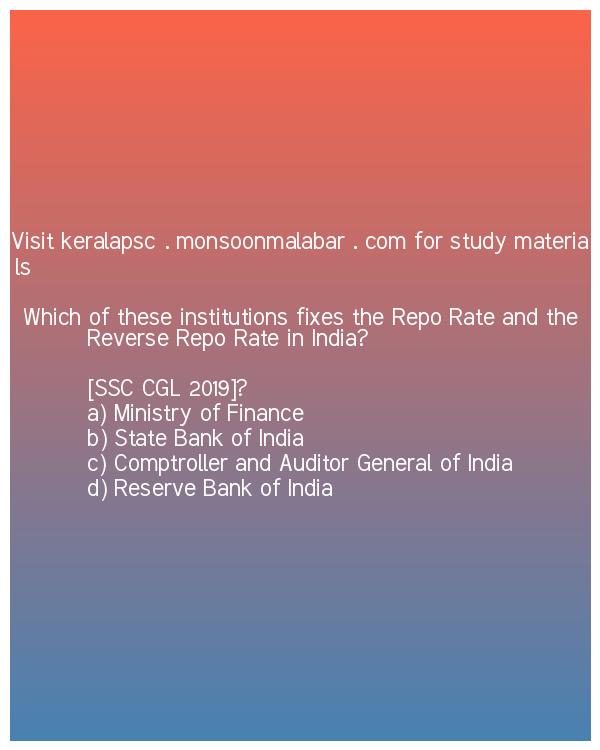 Visit keralapsc . monsoonmalabar . com for study materia
ls
Which of these institutions fixes the Repo Rate and the
Reverse Repo Rate in India?
[SSC CGL 2019]?
a) Ministry of Finance
b) State Bank of India
c) Comptroller and Auditor General of India
d) Reserve Bank of India